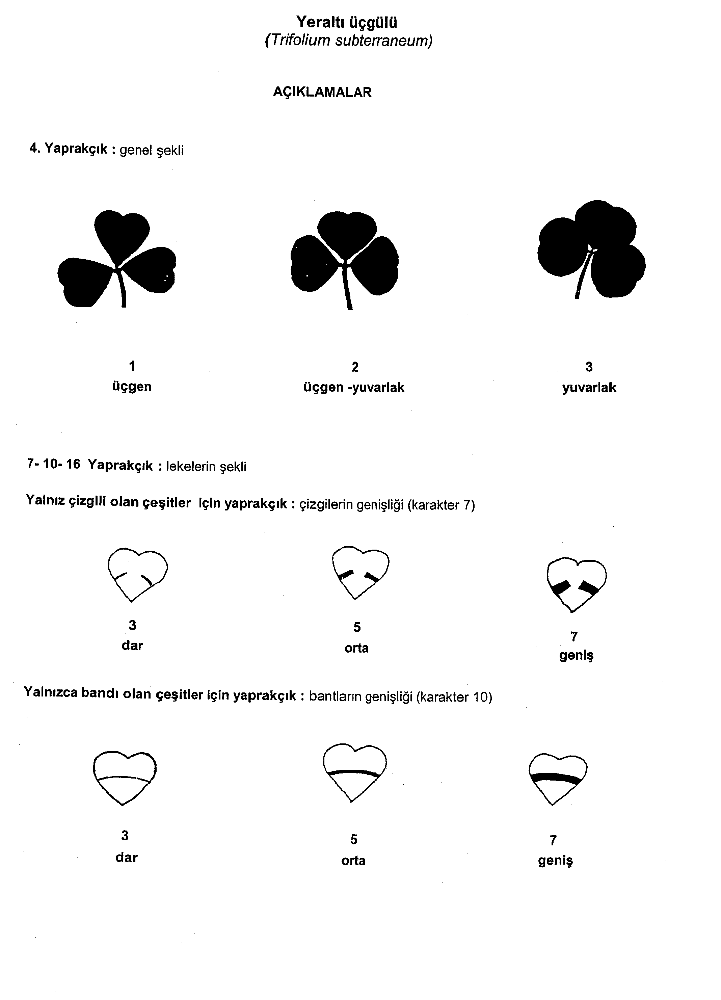 Yeraltı üçgülü
(Trifolium subterraneum)
AÇIKLAMALAR
4. Yaprakçık : genel şekli
1 2 3
üçgen üçgen -yuvarlak yuvarlak
7- 10- 16 Yaprakçık : lekelerin şekli
Yalnız çizgili olan çeşitler için yaprakçık : çizgilerin genişliği (karakter 7)
3 5 7
dar orta geniş
Yalnızca bandı olan çeşitler için yaprakçık : bantların genişliği (karakter 10)
3 5 7
dar orta geniş